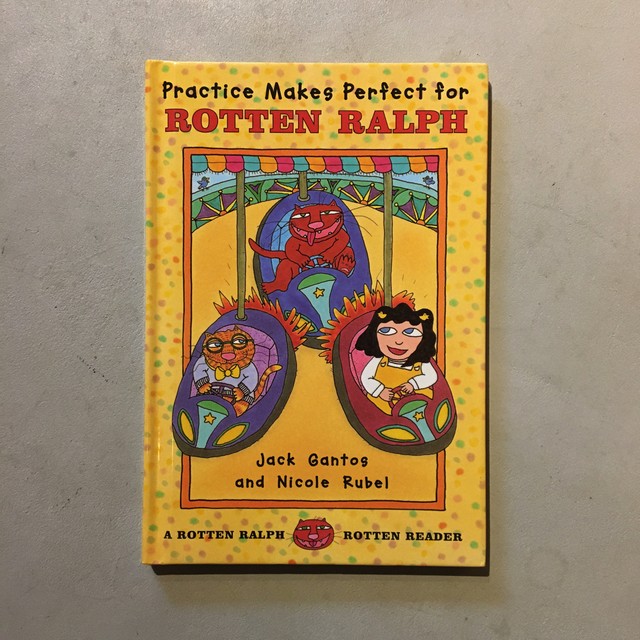 Practice Makes Perfect for
ROTTEN RALPH
Jack Gantos
and Nicole Rubel
A ROTTEN RALPH ROTTEN READER